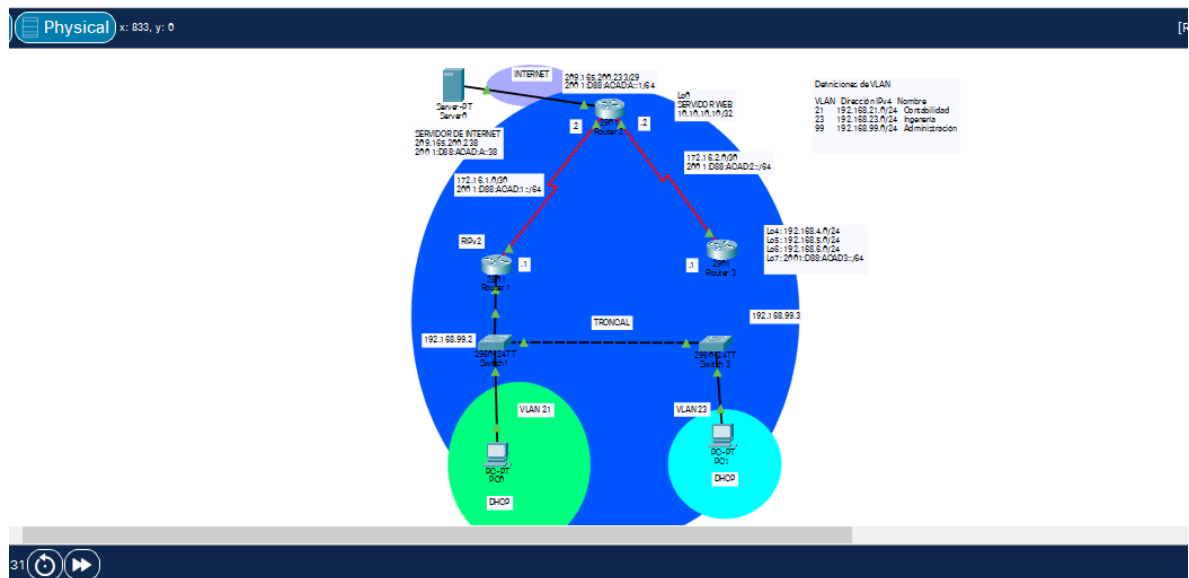 Physical
x: 833, y: 0
[R
INTERNET
209.165.200.233/29
2001:DB8:ACAD:A::1/64
Definiciones de VLAN
Server-PT
Server0
Lo0
SERVIDOR WEB
10.10.10.10/32
VLAN Dirección IPv4 Nombre
21 192.168.21.0/24 Contabilidad
23 192.168.23.0/24 Ingenería
99 192.168.99.0/24 Administración
2901
Router 2
.2
.2
SERVIDOR DE INTERNET
209.165.200.238
2001:DB8:ACAD:A::38
172.16.2.0/30
2001:DB8:ACAD:2::/64
172.16.1.0/30
2001:DB8:ACAD:1::/64
RIPv2
Lo4: 192.168.4.0/24
Lo5: 192.168.5.0/24
Lo6: 192.168.6.0/24
Lo7: 2001:DB8:ACAD3::/64
2901
Router 3
.1
.1
2901
Router 1
192.168.99.3
TRONCAL
192.168.99.2
2960-24TT
Switch1
2960-24TT
Switch 3
VLAN 21
VLAN 23
PC-PT
PC1
PC-PT
PC0
DHCP
DHCP
31